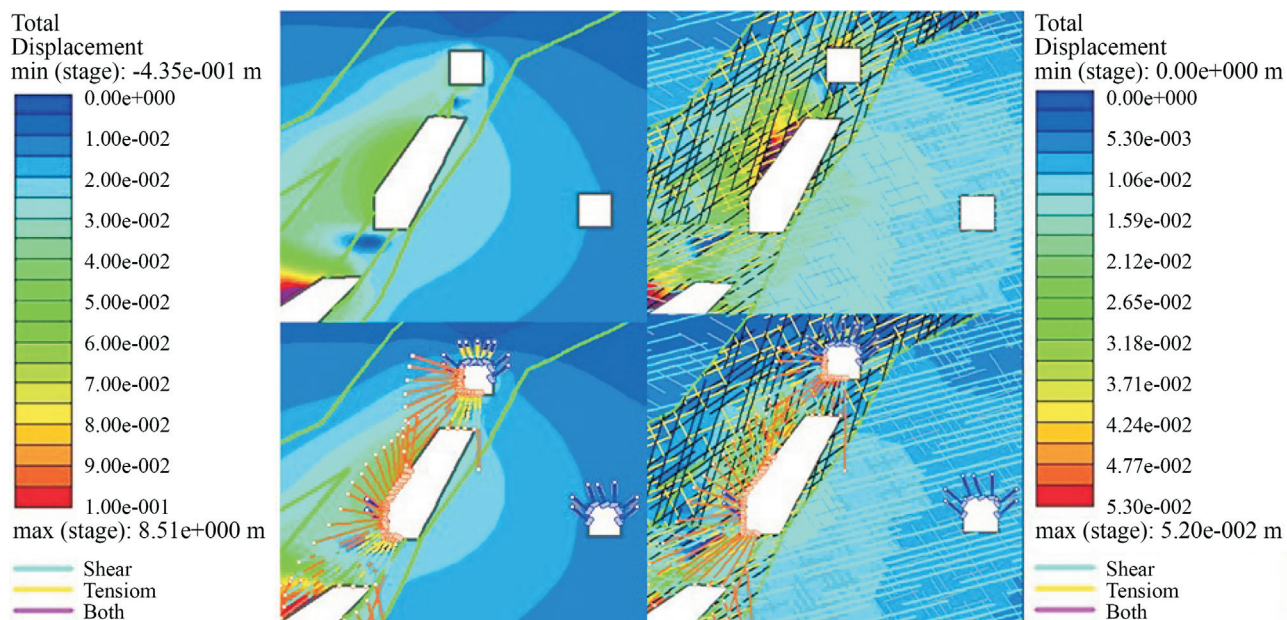 Total
Displacement
min (stage): -4.35e-001 m
0.00e+000
1.00e-002
2.00e-002
3.00e-002
4.00e-002
5.00e-002
6.00e-002
7.00e-002
8.00e-002
9.00e-002
1.00e-001
max (stage): 8.51e+000 m
Shear
Tensiom
Both
Total
Displacement
min (stage): 0.00e+000 m
0.00e+000
5.30e-003
1.06e-002
1.59e-002
2.12e-002
2.65e-002
3.18e-002
3.71e-002
4.24e-002
4.77e-002
5.30e-002
max (stage): 5.20e-002 m
Shear
Tensiom
Both